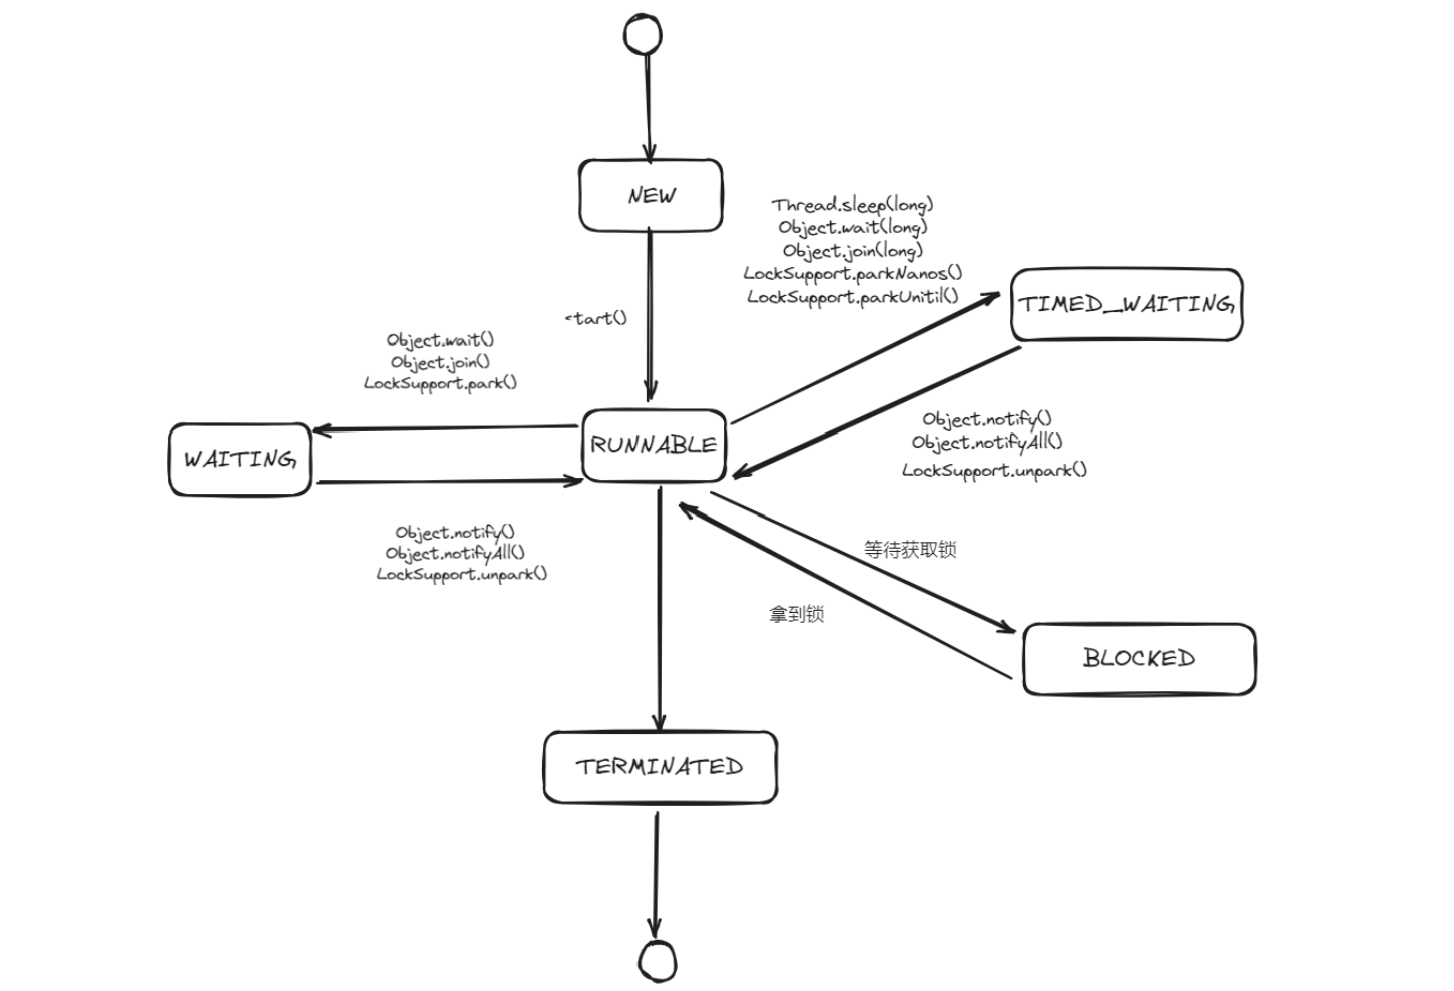 NEW
Thread.sleep(long)
Object.wait(long)
Object.join(long)
LockSupport.parkNanos()
LockSupport.parkUnitil()
TIMED_WAITING
<tart()
Object.wait()
Object.join()
LockSupport.park()
WAITING
RUNNABLE
Object.notify()
Object.notifyAll()
LockSupport.unpark()
Object.notify()
Object.notifyAll()
LockSupport.unpark()
等待获取锁
拿到锁
BLOCKED
TERMINATED